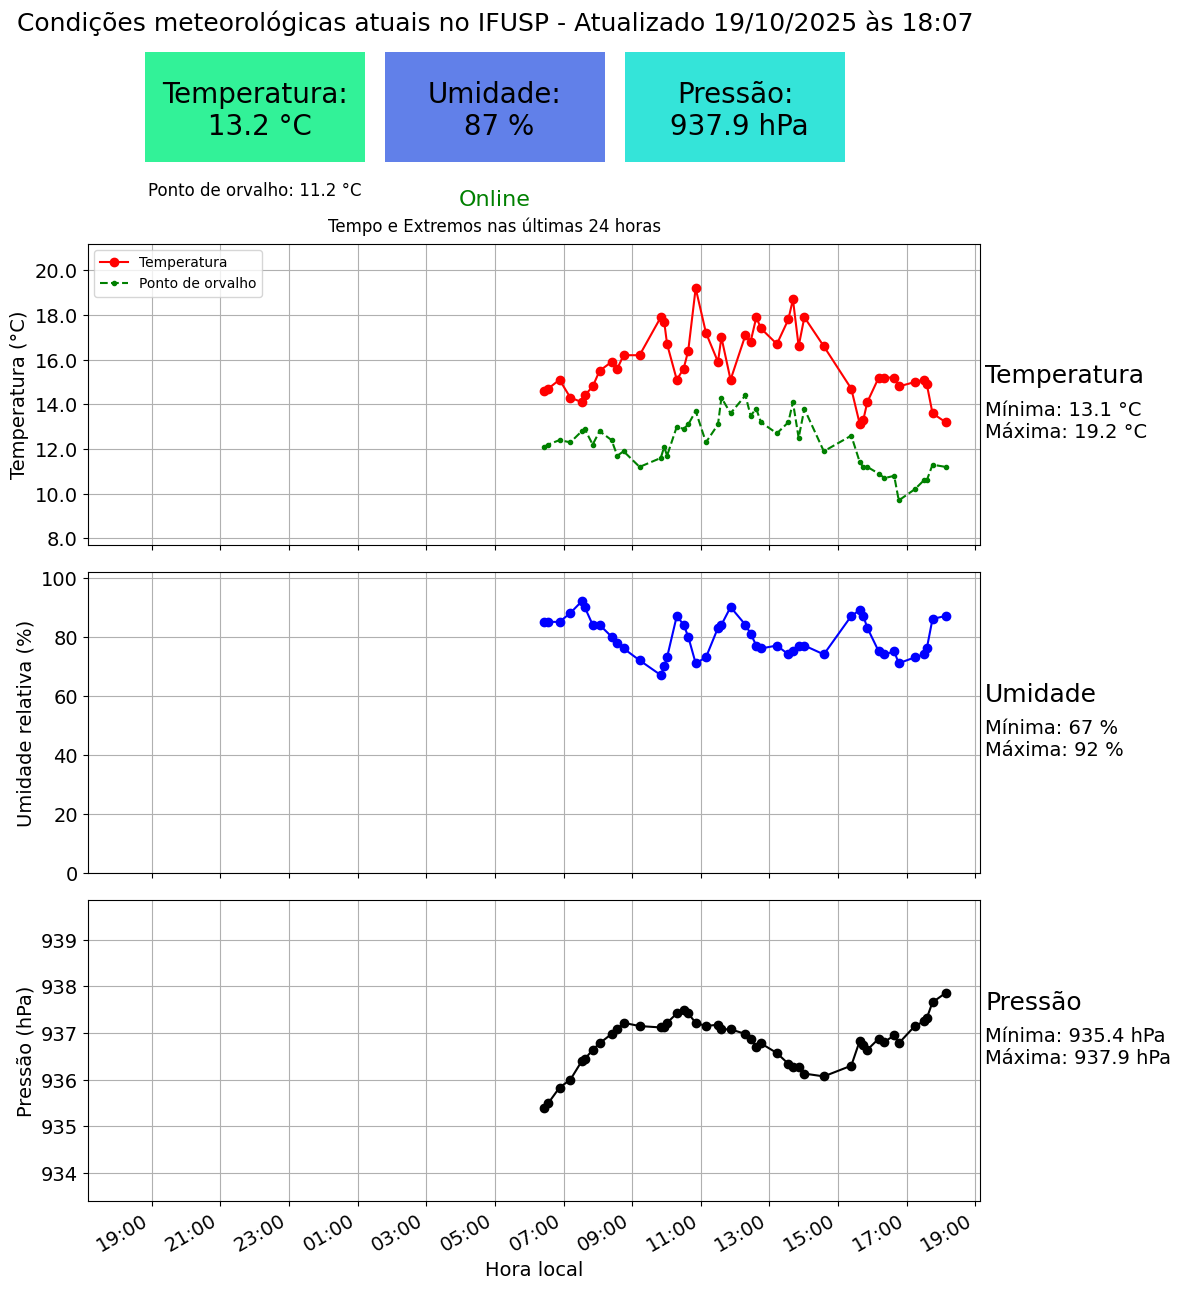 Condições meteorológicas atuais no IFUSP - Atualizado 19/10/2025 às 18:07
Temperatura:
13.2 °C
Umidade:
87 %
Pressão:
937.9 hPa
Ponto de orvalho: 11.2 °C
Online
Tempo e Extremos nas últimas 24 horas
Temperatura
Ponto de orvalho
Temperatura (°C)
20.0
18.0
16.0
14.0
12.0
10.0
8.0
Temperatura
Mínima: 13.1 °C
Máxima: 19.2 °C
Umidade relativa (%)
100
80
60
40
20
0
Umidade
Mínima: 67 %
Máxima: 92 %
Pressão (hPa)
939
938
937
936
935
934
Pressão
Mínima: 935.4 hPa
Máxima: 937.9 hPa
19:00 21:00 23:00 01:00 03:00 05:00 07:00 09:00 11:00 13:00 15:00 17:00 19:00
Hora local